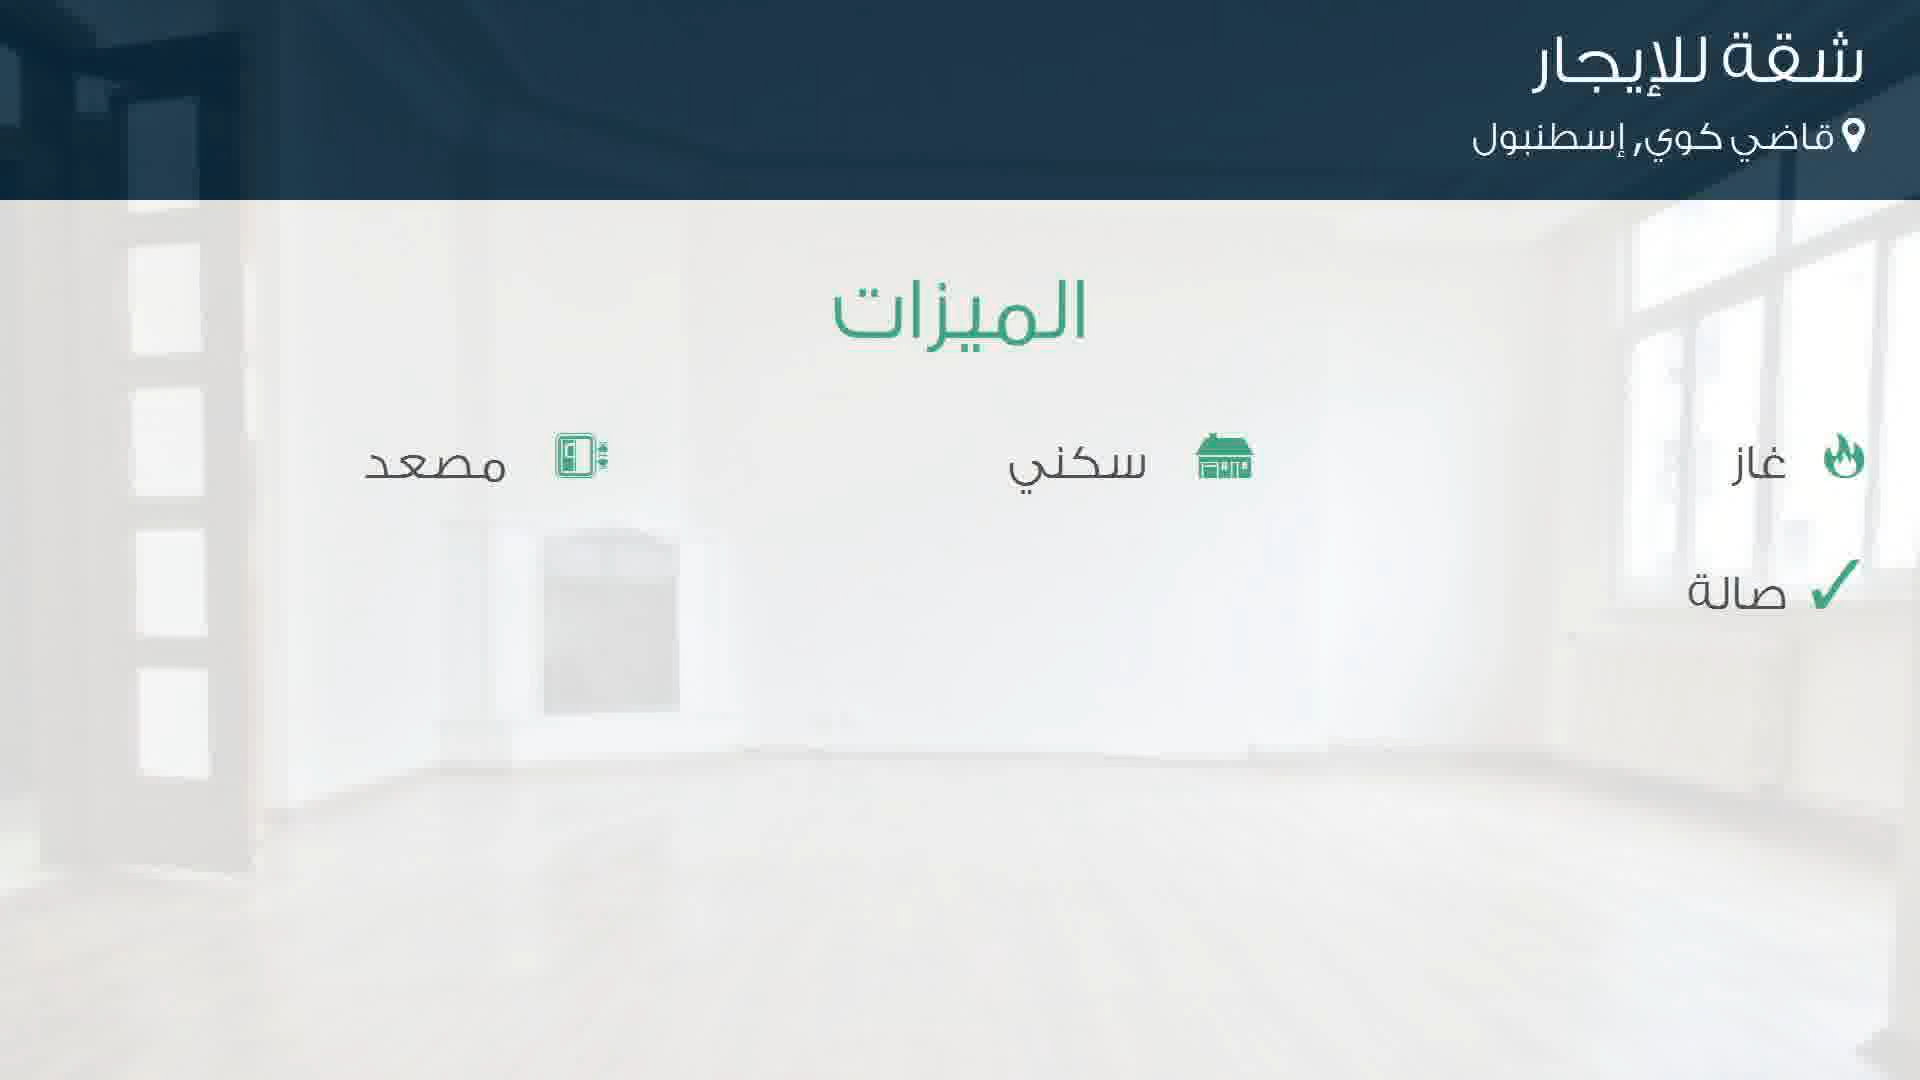 شقة للإيجار
قاضي كوي, إسطنبول
الميزات
غاز
سكني
مصعد
صالة